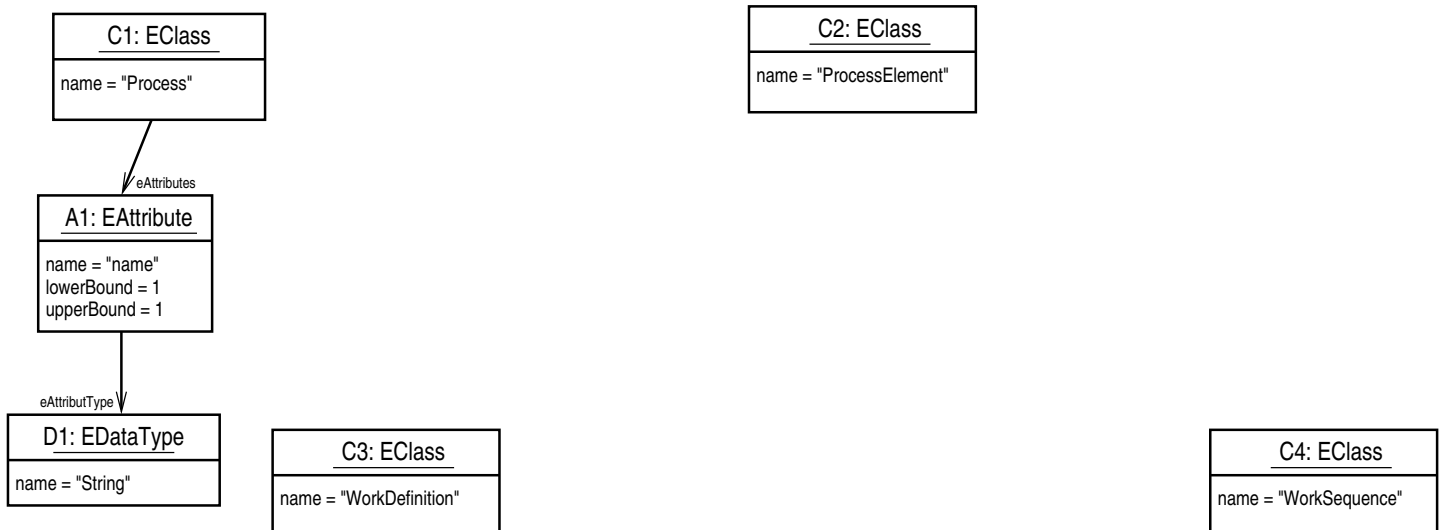 C1: EClass
name = "Process"
C2: EClass
name = "ProcessElement"
eAttributes
A1: EAttribute
name = "name"
lowerBound = 1
upperBound = 1
eAttributType
D1: EDataType
name = "String"
C3: EClass
name = "WorkDefinition"
C4: EClass
name = "WorkSequence"